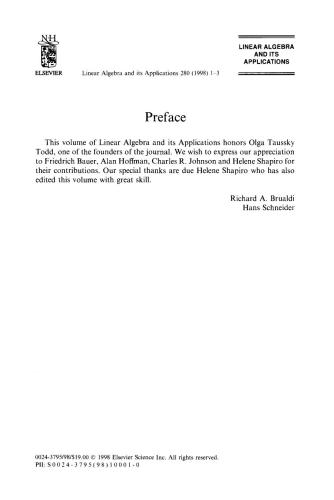 NH
ELSEVIER
Linear Algebra and its Applications 280 (1998) 1–3
LINEAR ALGEBRA
AND ITS
APPLICATIONS
Preface
This volume of Linear Algebra and its Applications honors Olga Taussky
Todd, one of the founders of the journal. We wish to express our appreciation
to Friedrich Bauer, Alan Hoffman, Charles R. Johnson and Helene Shapiro for
their contributions. Our special thanks are due Helene Shapiro who has also
edited this volume with great skill.
Richard A. Brualdi
Hans Schneider
0024-3795/98/$19.00 © 1998 Elsevier Science Inc. All rights reserved.
PII: S0024-3795(98)10001-0